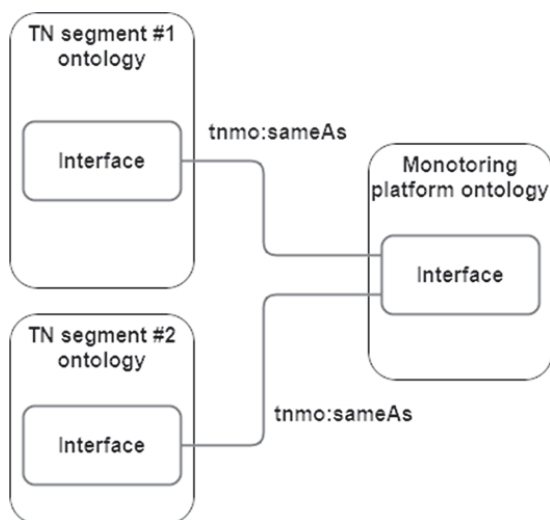 TN segment #1
ontology
Interface
tnmo:sameAs
Monotoring
platform ontology
Interface
TN segment #2
ontology
Interface
tnmo:sameAs